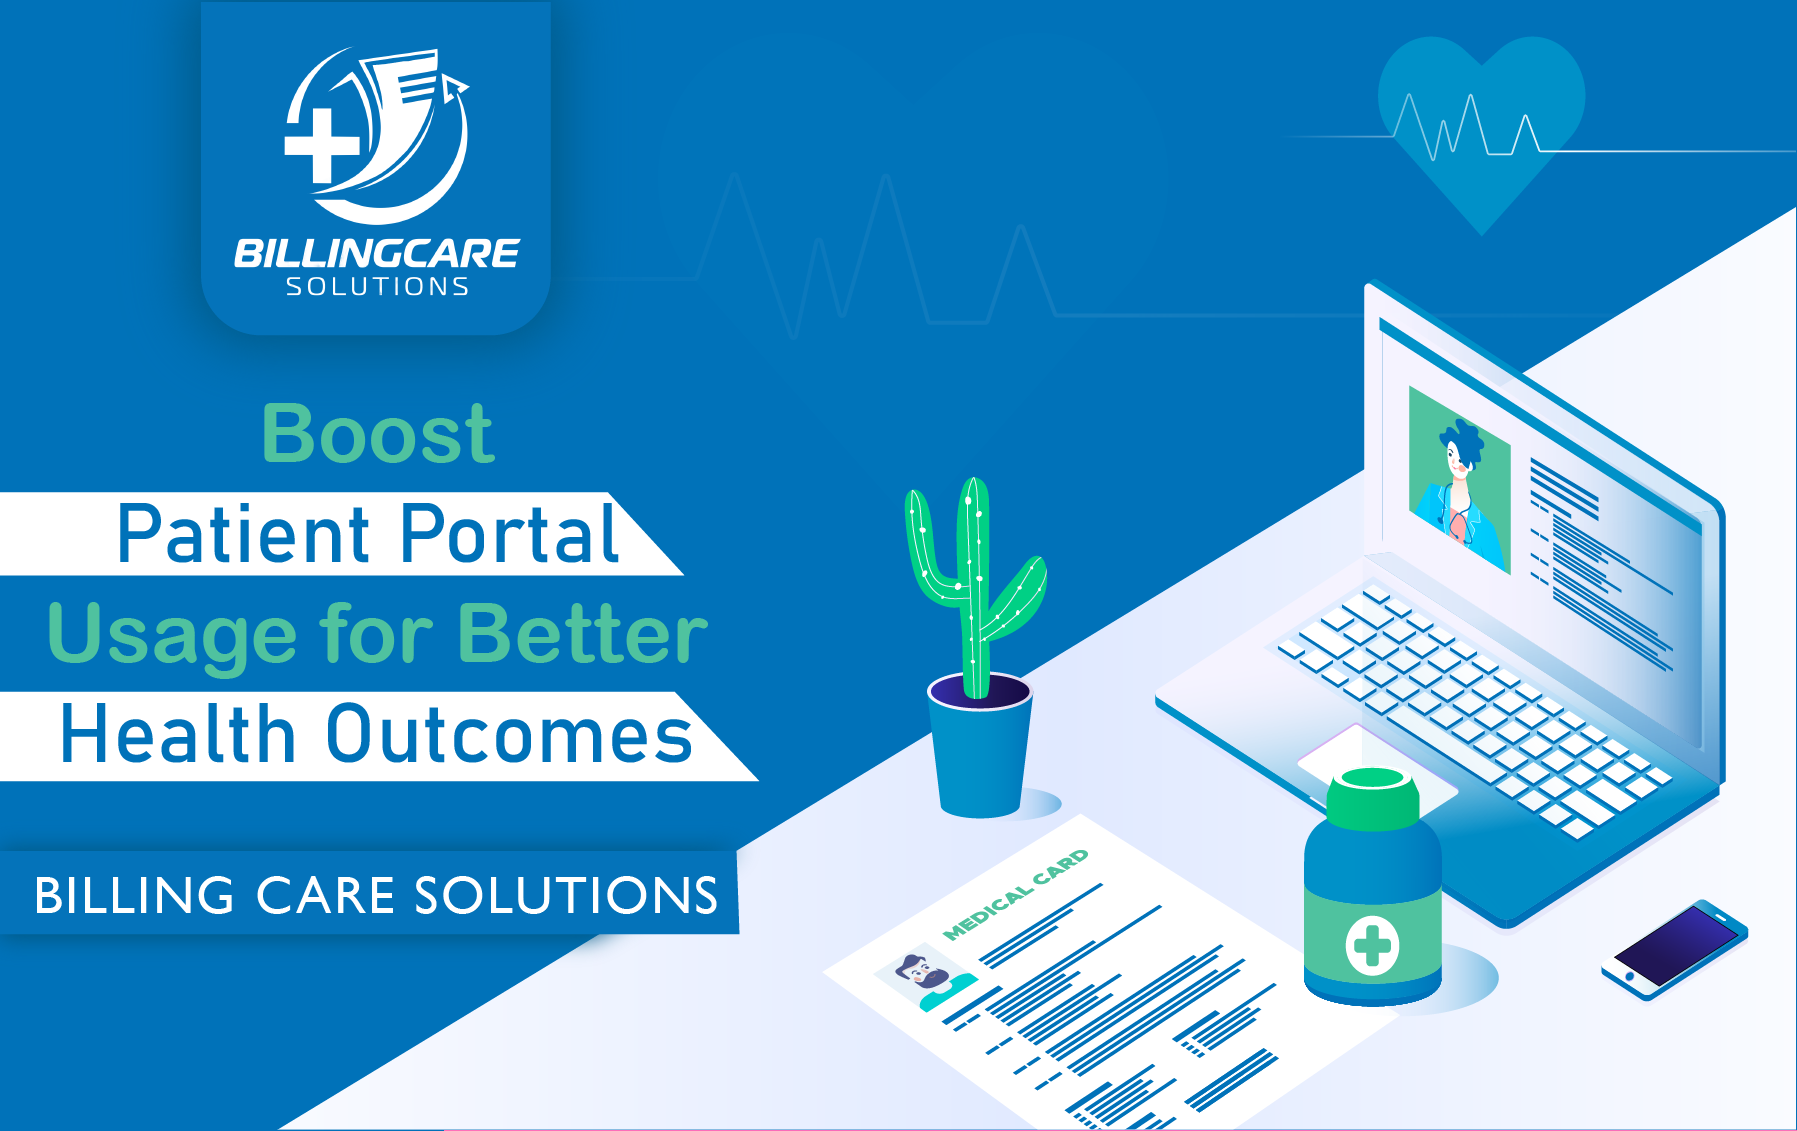 BILLINGCARE
SOLUTIONS
Boost
Patient Portal
Usage for Better
Health Outcomes
BILLING CARE SOLUTIONS
MEDICAL CARD